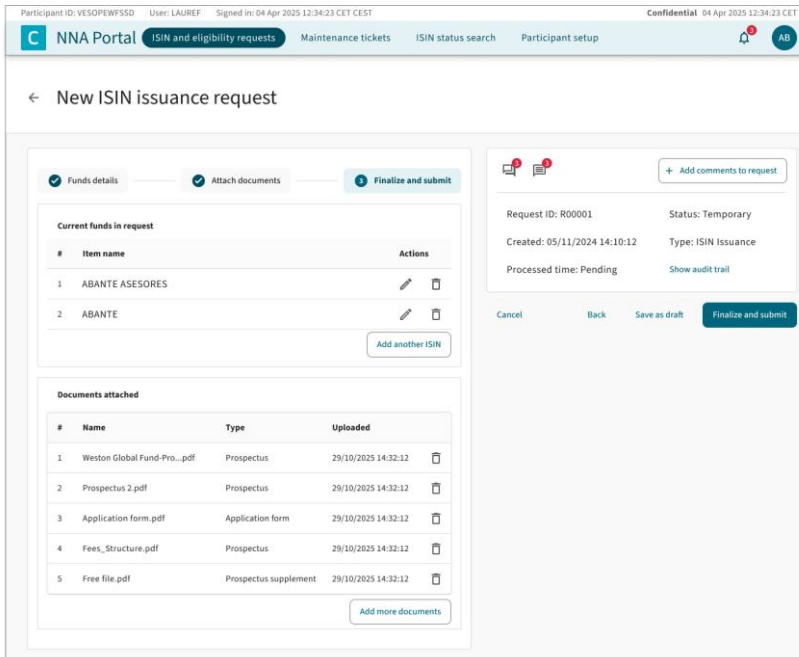 Participant ID: VESOPEWFSSD User: LAUREF Signed in: 04 Apr 2025 12:34:23 CET CEST Confidential 04 Apr 2025 12:34:23 CET
C NNA Portal ISIN and eligibility requests Maintenance tickets ISIN status search Participant setup 3 AB
← New ISIN issuance request
Funds details Attach documents 3 Finalize and submit
Current funds in request
# Item name Actions
1 ABANTE ASESORES
2 ABANTE
Add another ISIN
Documents attached
# Name Type Uploaded
1 Weston Global Fund-Pro...pdf Prospectus 29/10/2025 14:32:12
2 Prospectus 2.pdf Prospectus 29/10/2025 14:32:12
3 Application form.pdf Application form 29/10/2025 14:32:12
4 Fees_Structure.pdf Prospectus 29/10/2025 14:32:12
5 Free file.pdf Prospectus supplement 29/10/2025 14:32:12
Add more documents
3 3 + Add comments to request
Request ID: R00001 Status: Temporary
Created: 05/11/2024 14:10:12 Type: ISIN Issuance
Processed time: Pending Show audit trail
Cancel Back Save as draft Finalize and submit